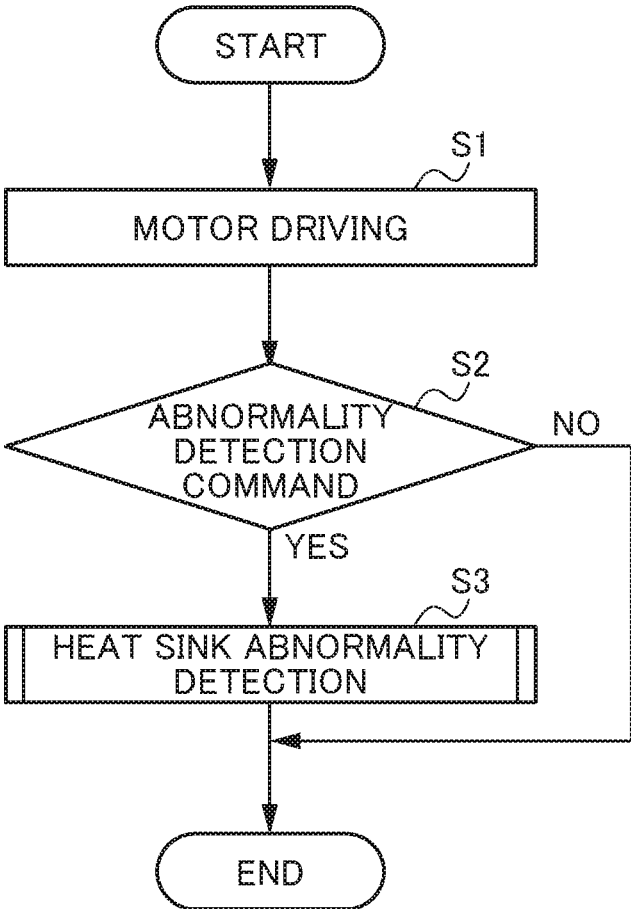 START
S1
MOTOR DRIVING
S2
ABNORMALITY
DETECTION
COMMAND
NO
YES
S3
HEAT SINK ABNORMALITY
DETECTION
END